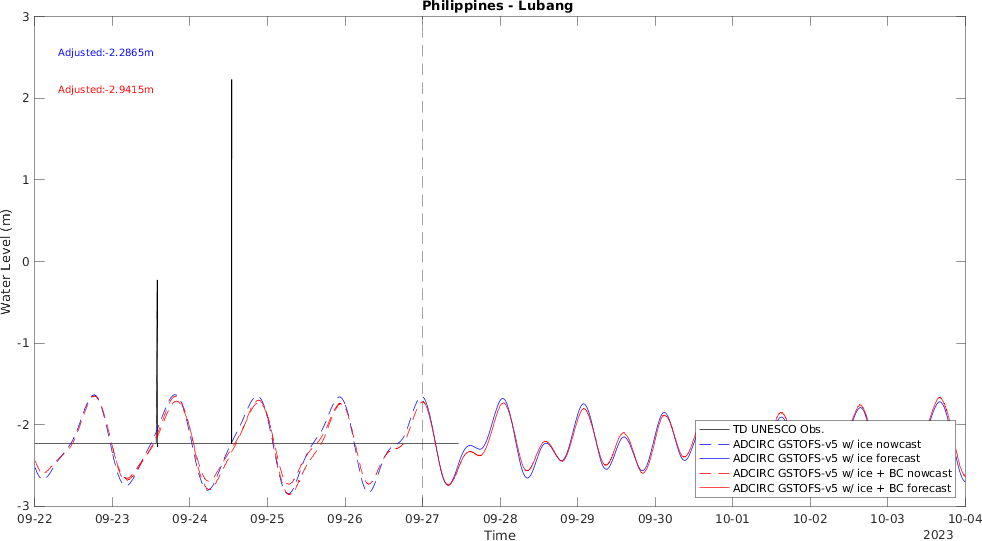 Philippines - Lubang
Adjusted:-2.2865m
Adjusted:-2.9415m
Water Level (m)
3
2
1
0
-1
-2
-3
TD UNESCO Obs.
ADCIRC GSTOFS-v5 w/ ice nowcast
ADCIRC GSTOFS-v5 w/ ice forecast
ADCIRC GSTOFS-v5 w/ ice + BC nowcast
ADCIRC GSTOFS-v5 w/ ice + BC forecast
09-22 09-23 09-24 09-25 09-26 09-27 09-28 09-29 09-30 10-01 10-02 10-03 10-04
Time
2023